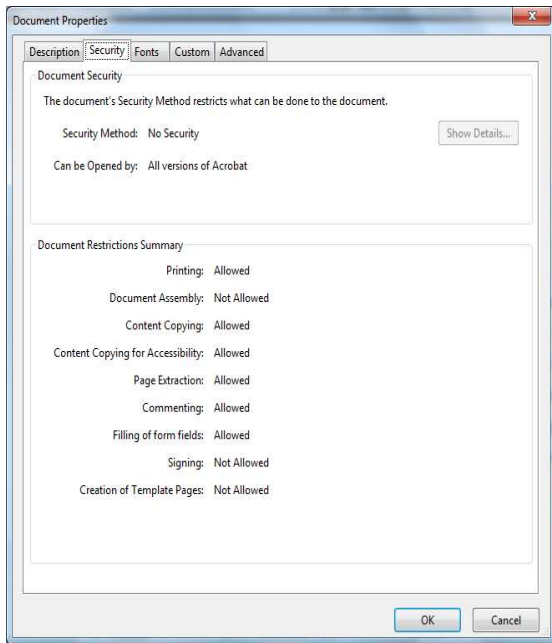 Document Properties
Description Security Fonts Custom Advanced
Document Security
The document's Security Method restricts what can be done to the document.
Security Method: No Security
Show Details...
Can be Opened by: All versions of Acrobat
Document Restrictions Summary
Printing: Allowed
Document Assembly: Not Allowed
Content Copying: Allowed
Content Copying for Accessibility: Allowed
Page Extraction: Allowed
Commenting: Allowed
Filling of form fields: Allowed
Signing: Not Allowed
Creation of Template Pages: Not Allowed
OK Cancel